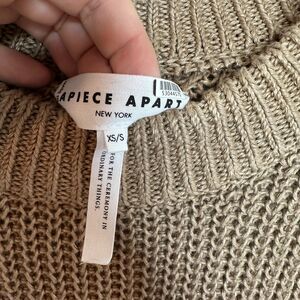 APIECE APART
NEW YORK
XS/S
FOR THE CEREMONY IN
ORDINARY THINGS.